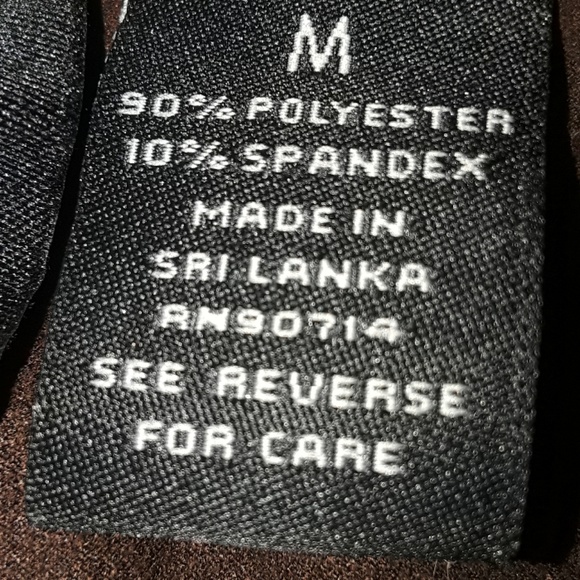 M
90% POLYESTER
10% SPANDEX
MADE IN
SRI LANKA
RN90714
SEE REVERSE
FOR CARE